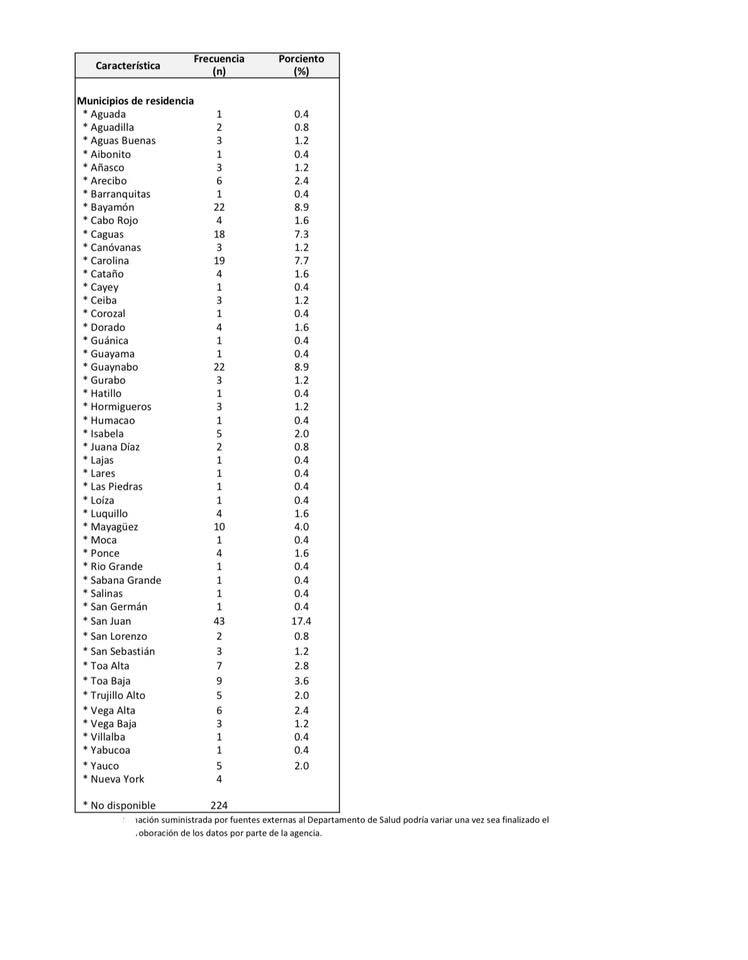 Característica Frecuencia (n) Porciento (%)
Municipios de residencia
* Aguada 1 0.4
* Aguadilla 2 0.8
* Aguas Buenas 3 1.2
* Aibonito 1 0.4
* Añasco 3 1.2
* Arecibo 6 2.4
* Barranquitas 1 0.4
* Bayamón 22 8.9
* Cabo Rojo 4 1.6
* Caguas 18 7.3
* Canóvanas 3 1.2
* Carolina 19 7.7
* Cataño 4 1.6
* Cayey 1 0.4
* Ceiba 3 1.2
* Corozal 1 0.4
* Dorado 4 1.6
* Guánica 1 0.4
* Guayama 1 0.4
* Guaynabo 22 8.9
* Gurabo 3 1.2
* Hatillo 1 0.4
* Hormigueros 3 1.2
* Humacao 1 0.4
* Isabela 5 2.0
* Juana Díaz 2 0.8
* Lajas 1 0.4
* Lares 1 0.4
* Las Piedras 1 0.4
* Loíza 1 0.4
* Luquillo 4 1.6
* Mayagüez 10 4.0
* Moca 1 0.4
* Ponce 4 1.6
* Rio Grande 1 0.4
* Sabana Grande 1 0.4
* Salinas 1 0.4
* San Germán 1 0.4
* San Juan 43 17.4
* San Lorenzo 2 0.8
* San Sebastián 3 1.2
* Toa Alta 7 2.8
* Toa Baja 9 3.6
* Trujillo Alto 5 2.0
* Vega Alta 6 2.4
* Vega Baja 3 1.2
* Villalba 1 0.4
* Yabucoa 1 0.4
* Yauco 5 2.0
* Nueva York 4
* No disponible 224
suministrada por fuentes externas al Departamento de Salud podría variar una vez sea finalizado el
de los datos por parte de la agencia.